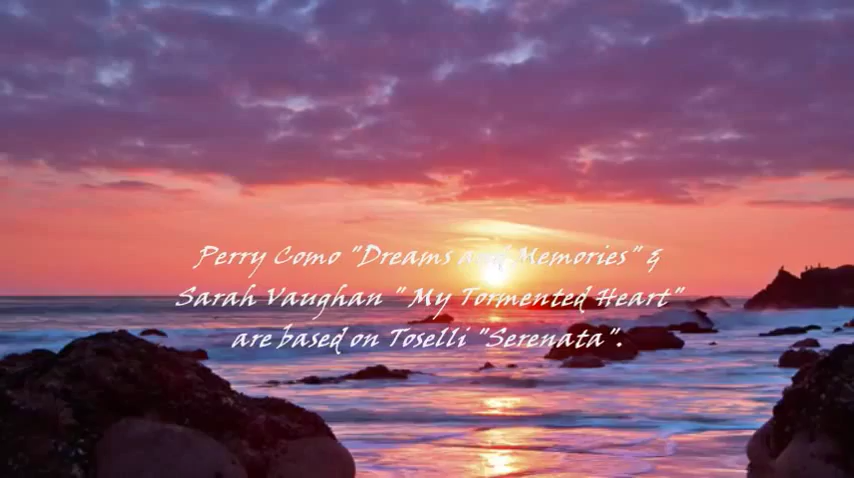 Perry Como "Dreams and Memories" &
Sarah Vaughan " My Tormented Heart"
are based on Toselli "Serenata".